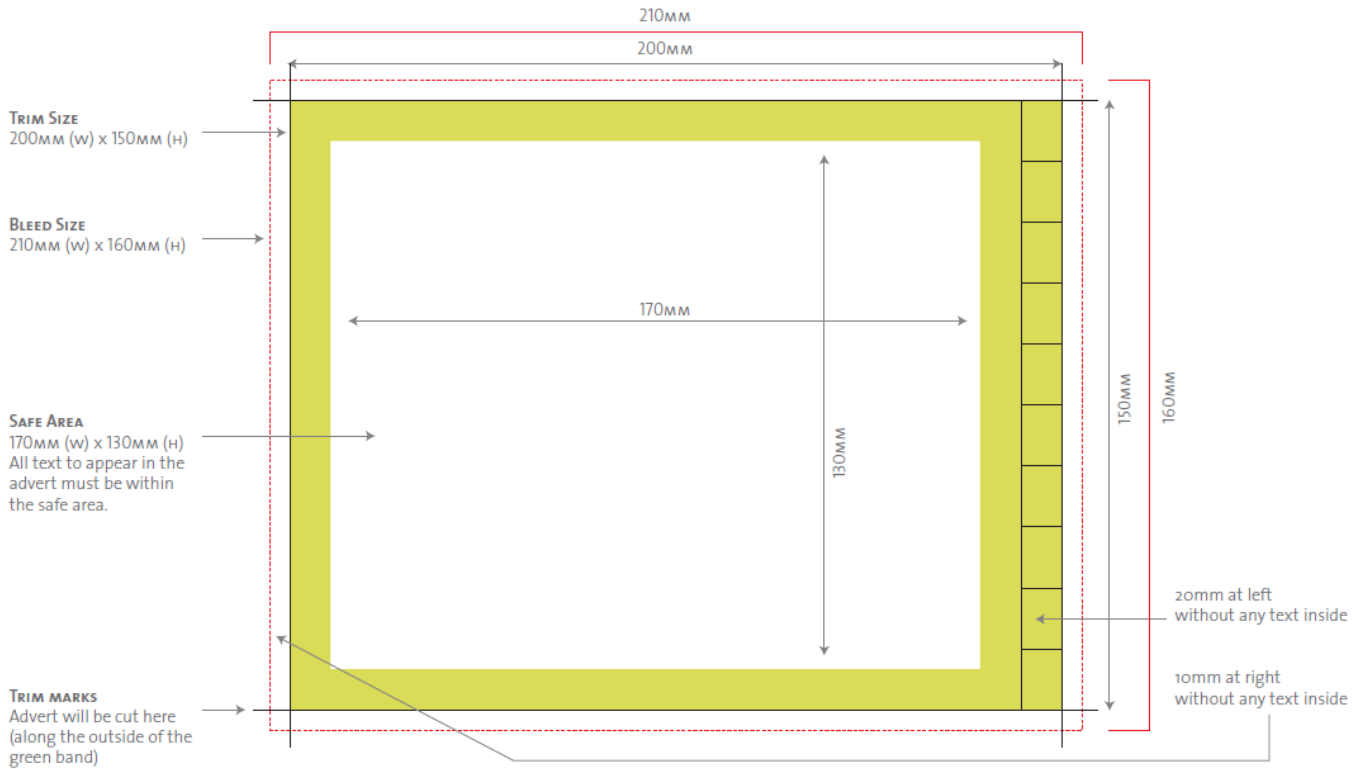 210MM
200MM
TRIM SIZE
200MM (W) x 150MM (H)
BLEED SIZE
210MM (W) x 160MM (H)
170MM
150MM
160MM
SAFE AREA
170MM (W) x 130MM (H)
All text to appear in the
advert must be within
the safe area.
130MM
20mm at left
without any text inside
10mm at right
without any text inside
TRIM MARKS
Advert will be cut here
(along the outside of the
green band)